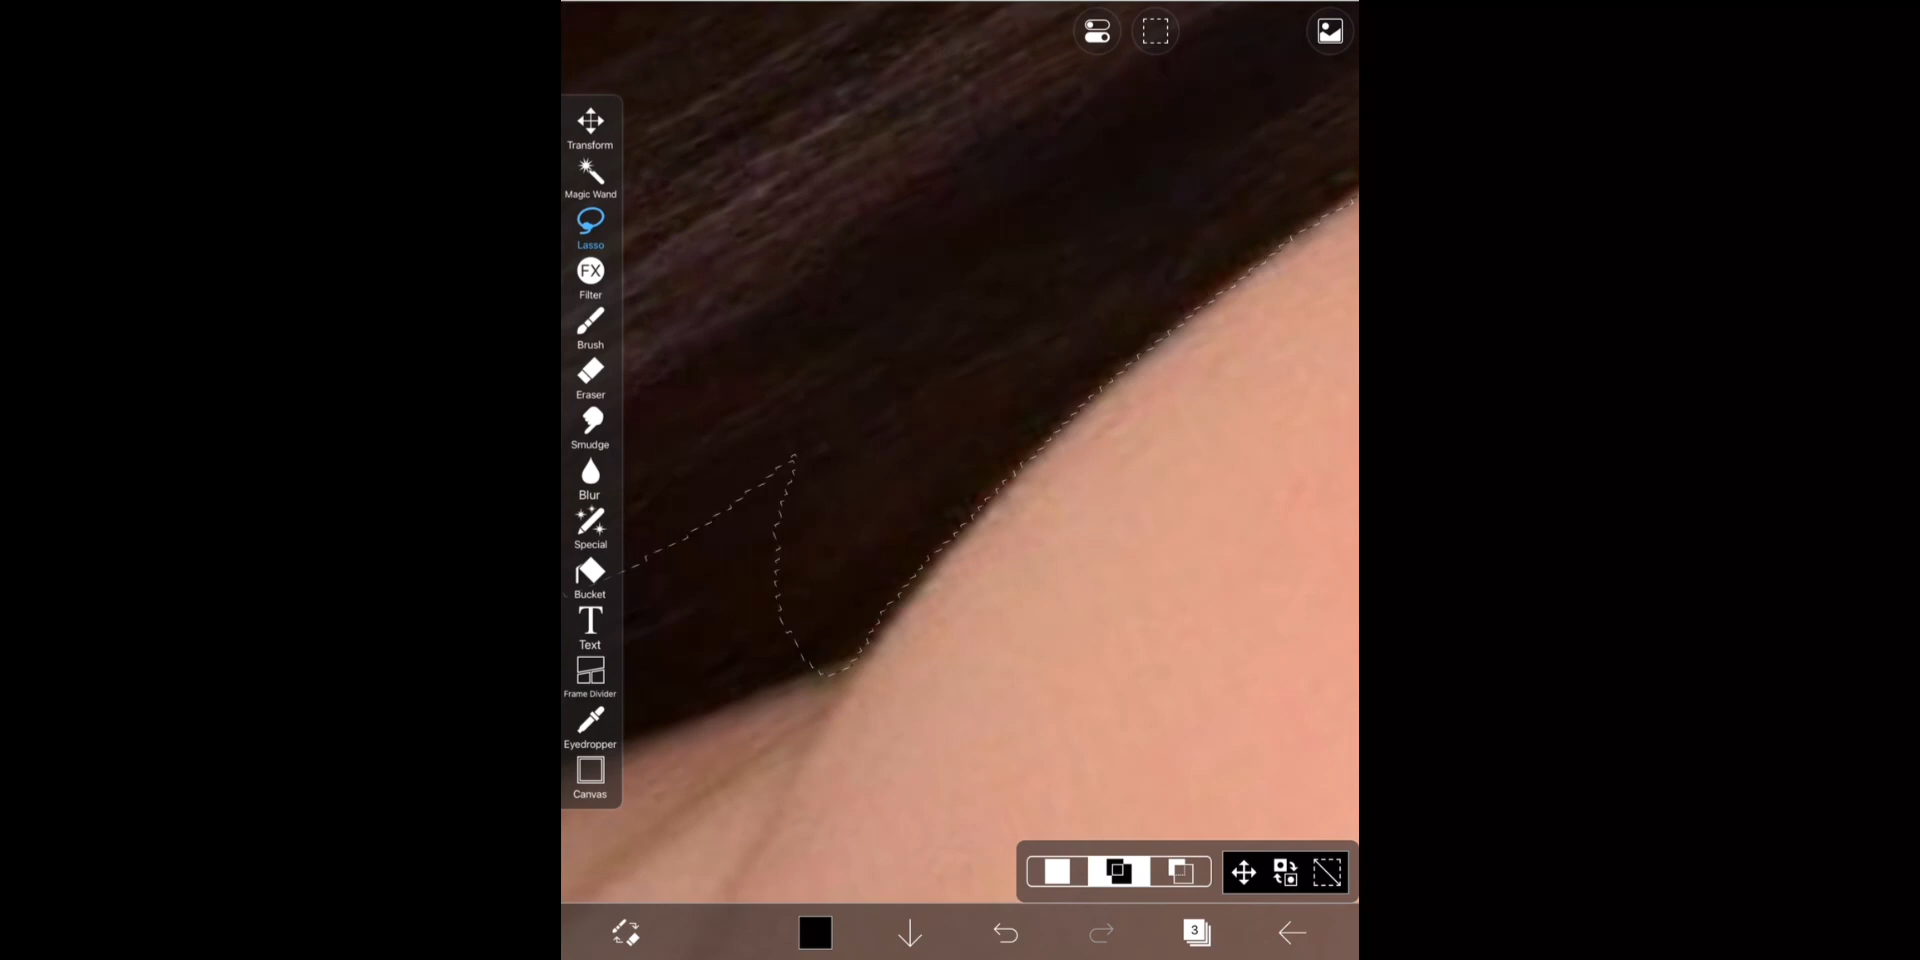 Transform
Magic Wand
Lasso
FX
Filter
Brush
Eraser
Smudge
Blur
Special
Bucket
T
Text
Frame Divider
Eyedropper
Canvas
3